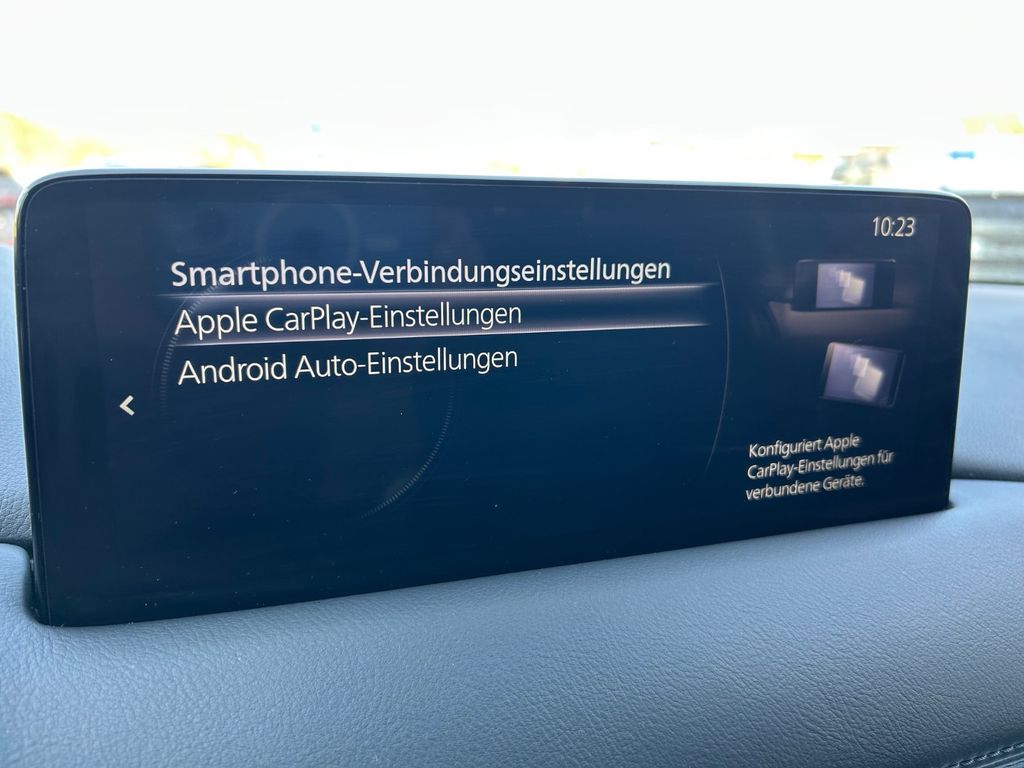 10:23
Smartphone-Verbindungseinstellungen
Apple CarPlay-Einstellungen
Android Auto-Einstellungen
Konfiguriert Apple
CarPlay-Einstellungen für
verbundene Geräte.